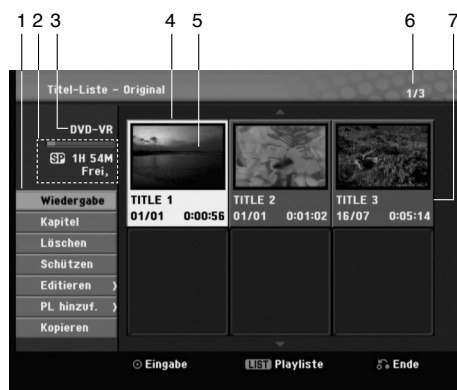 1 2 3 4 5 6 7
Titel-Liste – Original
1/3
DVD-VR
SP 1H 54M
Frei,
Wiedergabe
Kapitel
Löschen
Schützen
Editieren 〉
PL hinzuf. 〉
Kopieren
TITLE 1
01/01 0:00:56
TITLE 2
01/01 0:01:02
TITLE 3
16/07 0:05:14
Eingabe
LIST Playliste
Ende